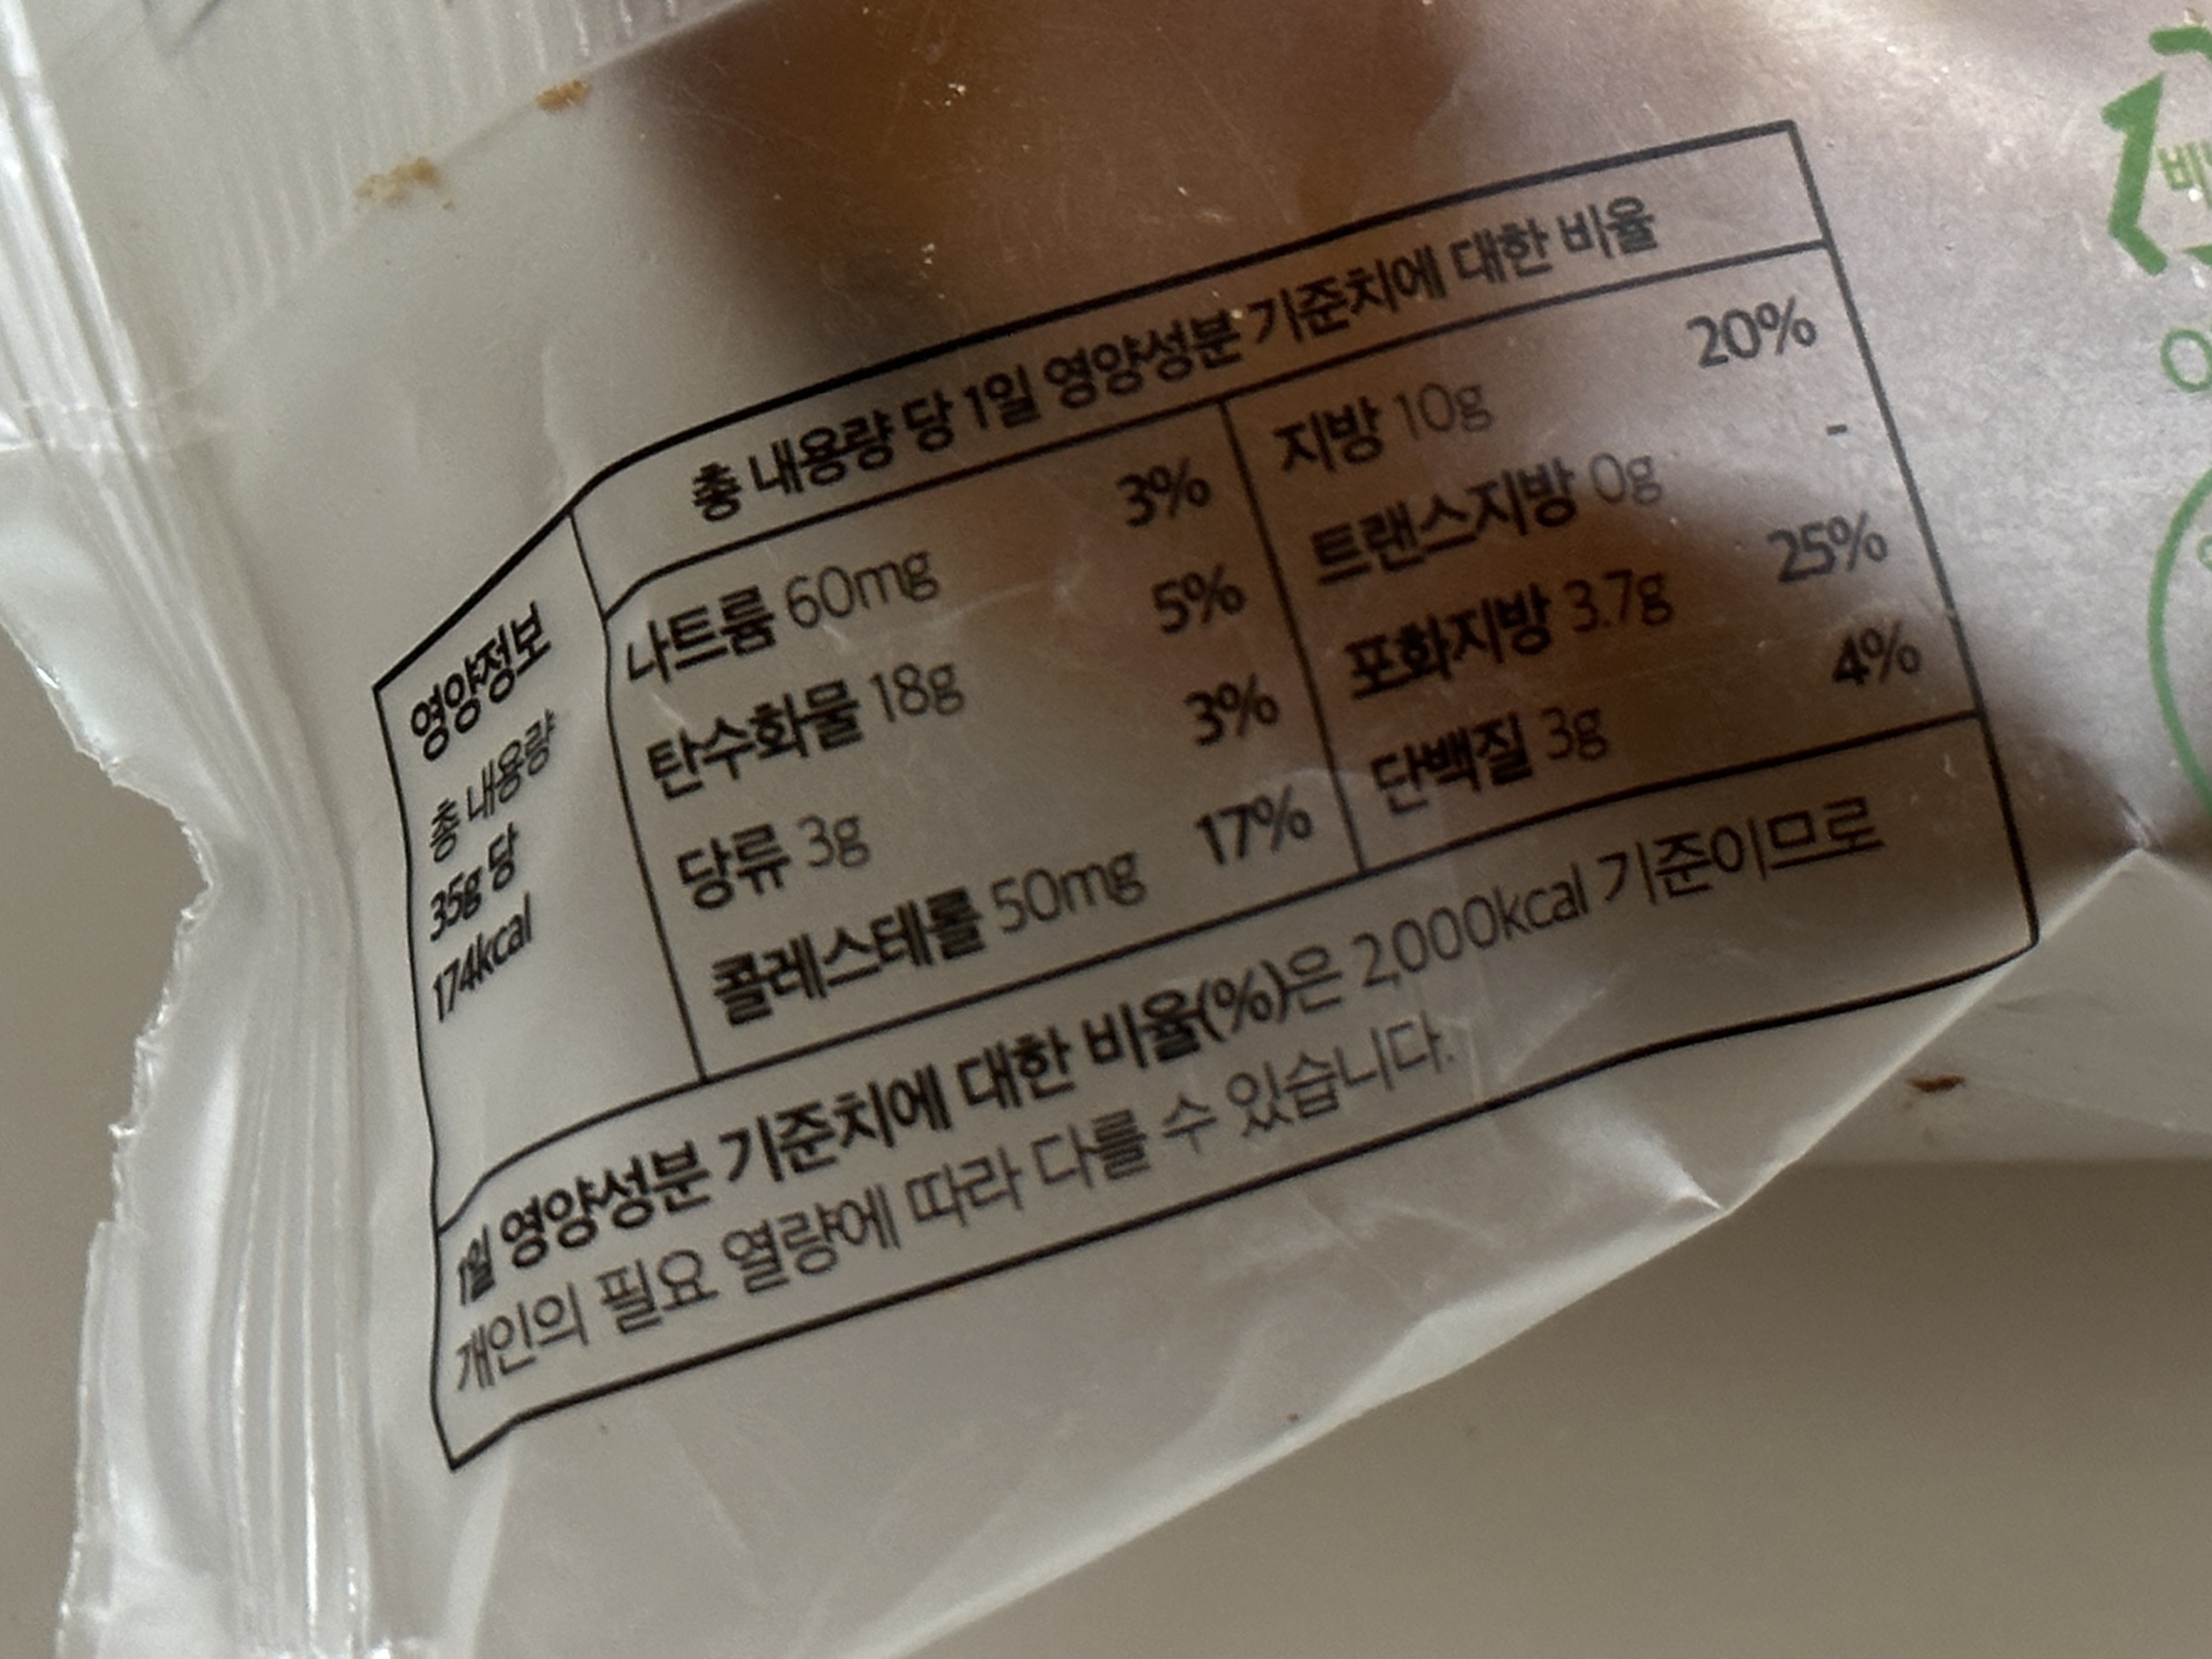 총 내용량 당 1일 영양성분 기준치에 대한 비율
영양정보
총 내용량
35g 당
174kcal
나트륨 60mg 3%
탄수화물 18g 5%
당류 3g 3%
콜레스테롤 50mg 17%
지방 10g 20%
트랜스지방 0g -
포화지방 3.7g 25%
단백질 3g 4%
1일 영양성분 기준치에 대한 비율(%)은 2,000kcal 기준이므로
개인의 필요 열량에 따라 다를 수 있습니다.